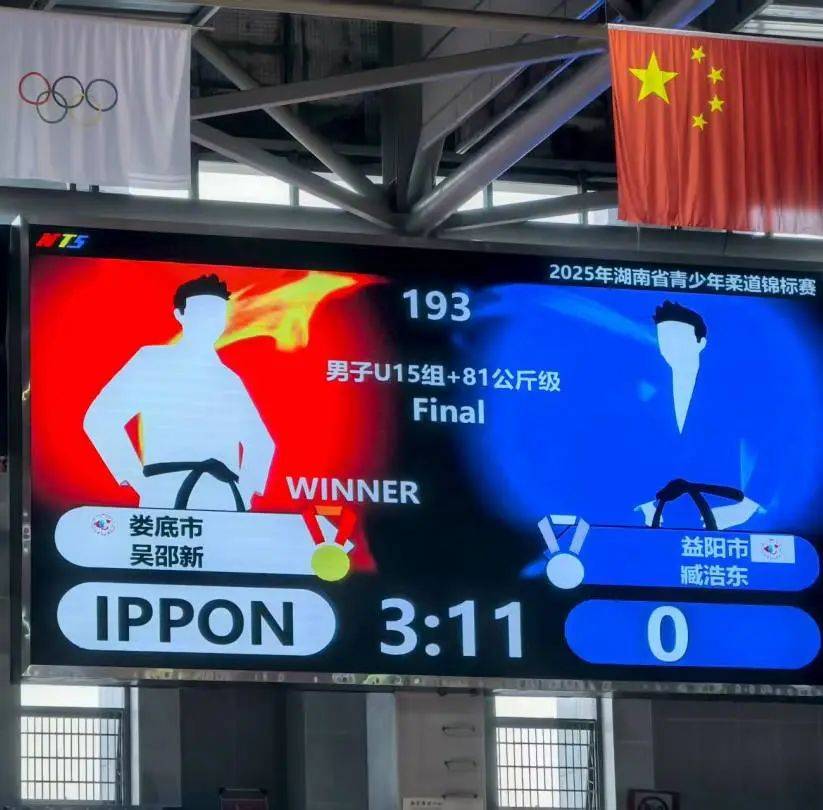 NTS
2025年湖南省青少年柔道锦标赛
193
男子U15组+81公斤级
Final
WINNER
娄底市
吴邵新
益阳市
臧浩东
IPPON
3:11
0